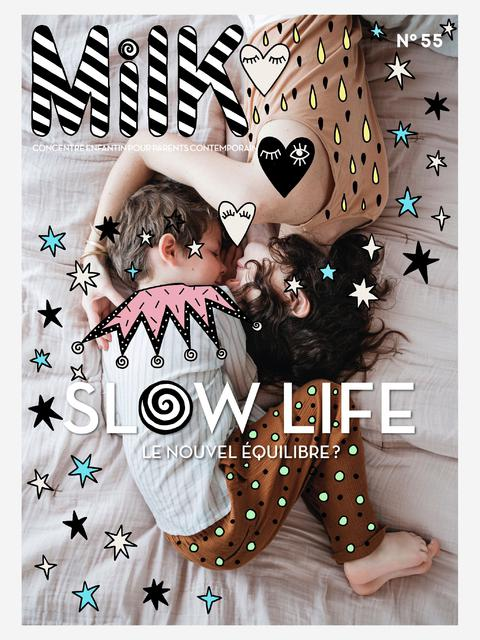 MiLK
N° 55
CONCENTRÉ ENFANTIN POUR PARENTS CONTEMPORAINS
SLOW LIFE
LE NOUVEL ÉQUILIBRE ?